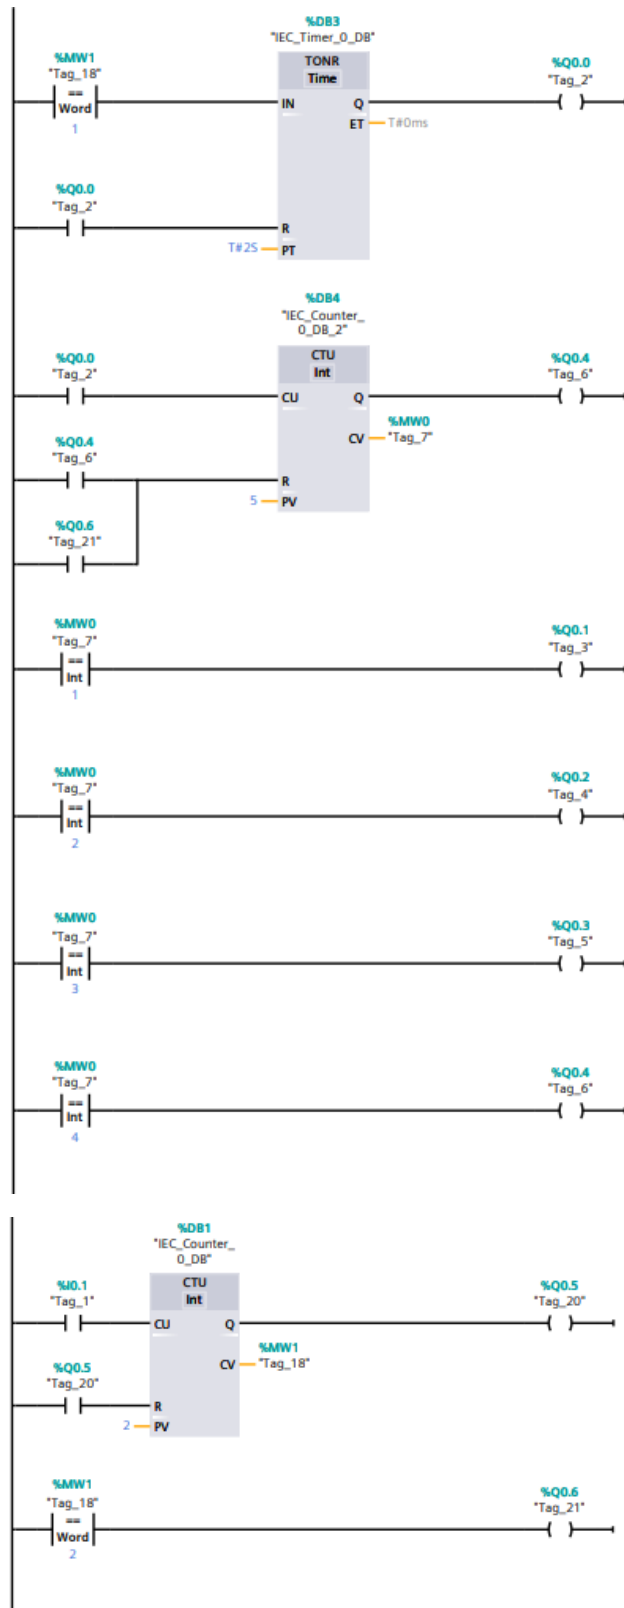 %DB3
"IEC_Timer_0_DB"
%MW1
"Tag_18"
TONR
Time
%Q0.0
"Tag_2"
==
Word
1
IN
Q
ET
T#0ms
%Q0.0
"Tag_2"
R
T#2S
PT
%DB4
"IEC_Counter_
0_DB_2"
%Q0.0
"Tag_2"
CTU
Int
%Q0.4
"Tag_6"
CU
Q
%MW0
CV
"Tag_7"
%Q0.4
"Tag_6"
R
5
PV
%Q0.6
"Tag_21"
%MW0
"Tag_7"
==
Int
1
%Q0.1
"Tag_3"
%MW0
"Tag_7"
==
Int
2
%Q0.2
"Tag_4"
%MW0
"Tag_7"
==
Int
3
%Q0.3
"Tag_5"
%MW0
"Tag_7"
==
Int
4
%Q0.4
"Tag_6"
%DB1
"IEC_Counter_
0_DB"
%I0.1
"Tag_1"
CTU
Int
%Q0.5
"Tag_20"
CU
Q
%MW1
CV
"Tag_18"
%Q0.5
"Tag_20"
R
2
PV
%MW1
"Tag_18"
==
Word
2
%Q0.6
"Tag_21"